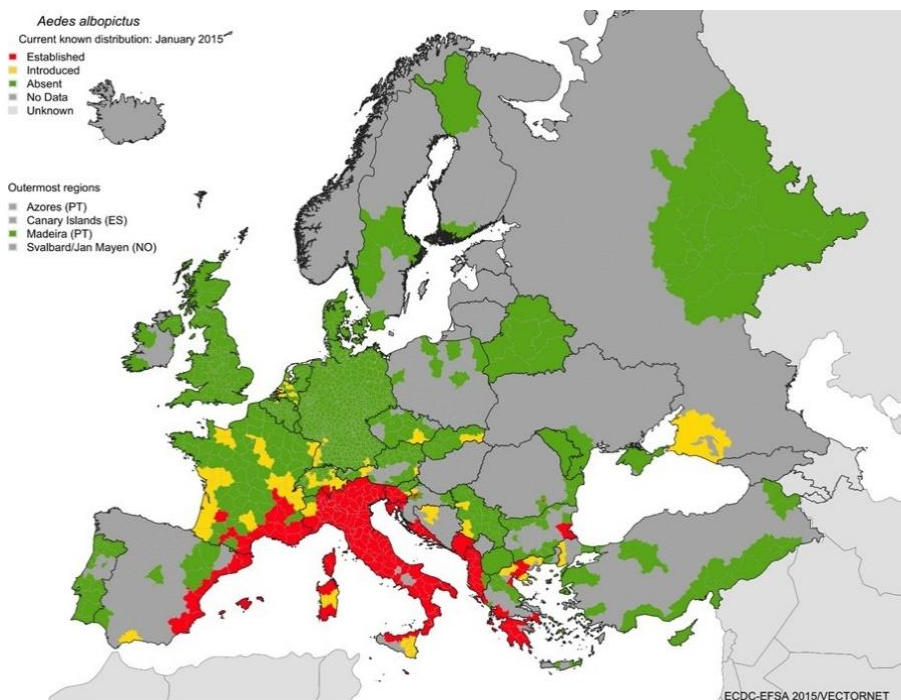 Aedes albopictus
Current known distribution: January 2015
Established
Introduced
Absent
No Data
Unknown
Outermost regions
Azores (PT)
Canary Islands (ES)
Madeira (PT)
Svalbard/Jan Mayen (NO)
ECDC-EFSA 2015/VECTORNET